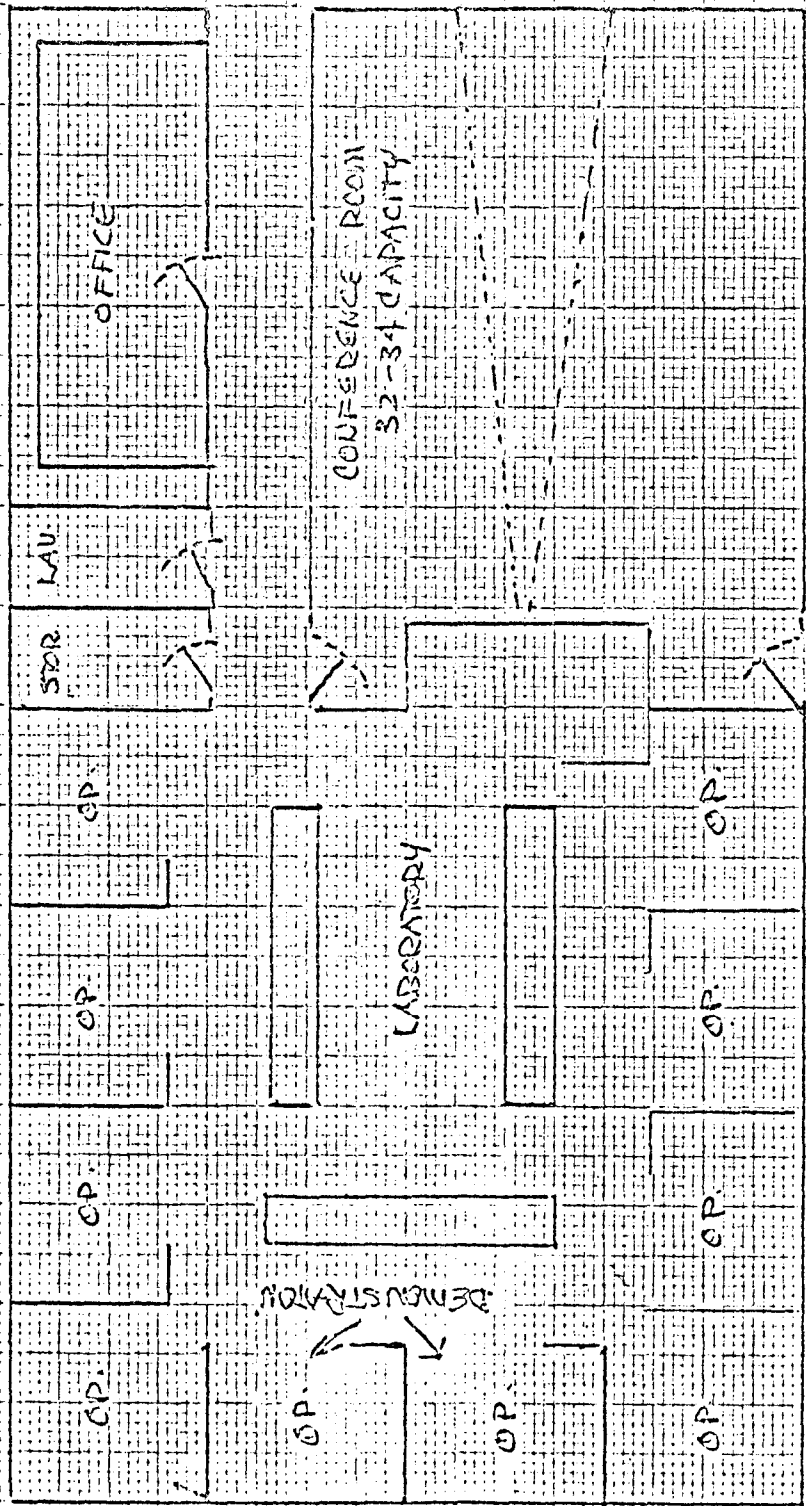 OFFICE
LAV
STOR
CONFERENCE ROOM
32-34 CAPACITY
OP.
OP.
OP.
OP.
LABORATORY
DEMONSTRATION
OP.
OP.
OP.
OP.
OP.
OP.